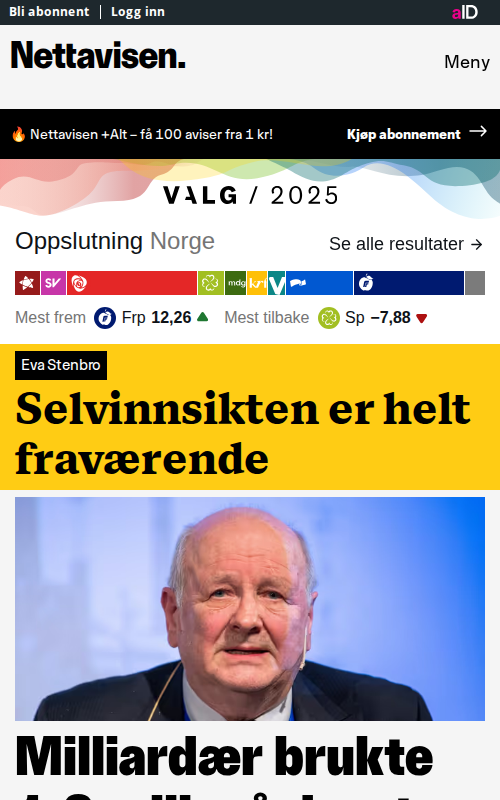 Bli abonnent | Logg inn
aID
Nettavisen.
Meny
🔥 Nettavisen +Alt – få 100 aviser fra 1 kr!
Kjøp abonnement →
VALG / 2025
Oppslutning Norge
Se alle resultater →
SV mdg krf V
Mest frem Frp 12,26 Mest tilbake Sp −7,88
Eva Stenbro
Selvinnsikten er helt
fraværende
Milliardær brukte